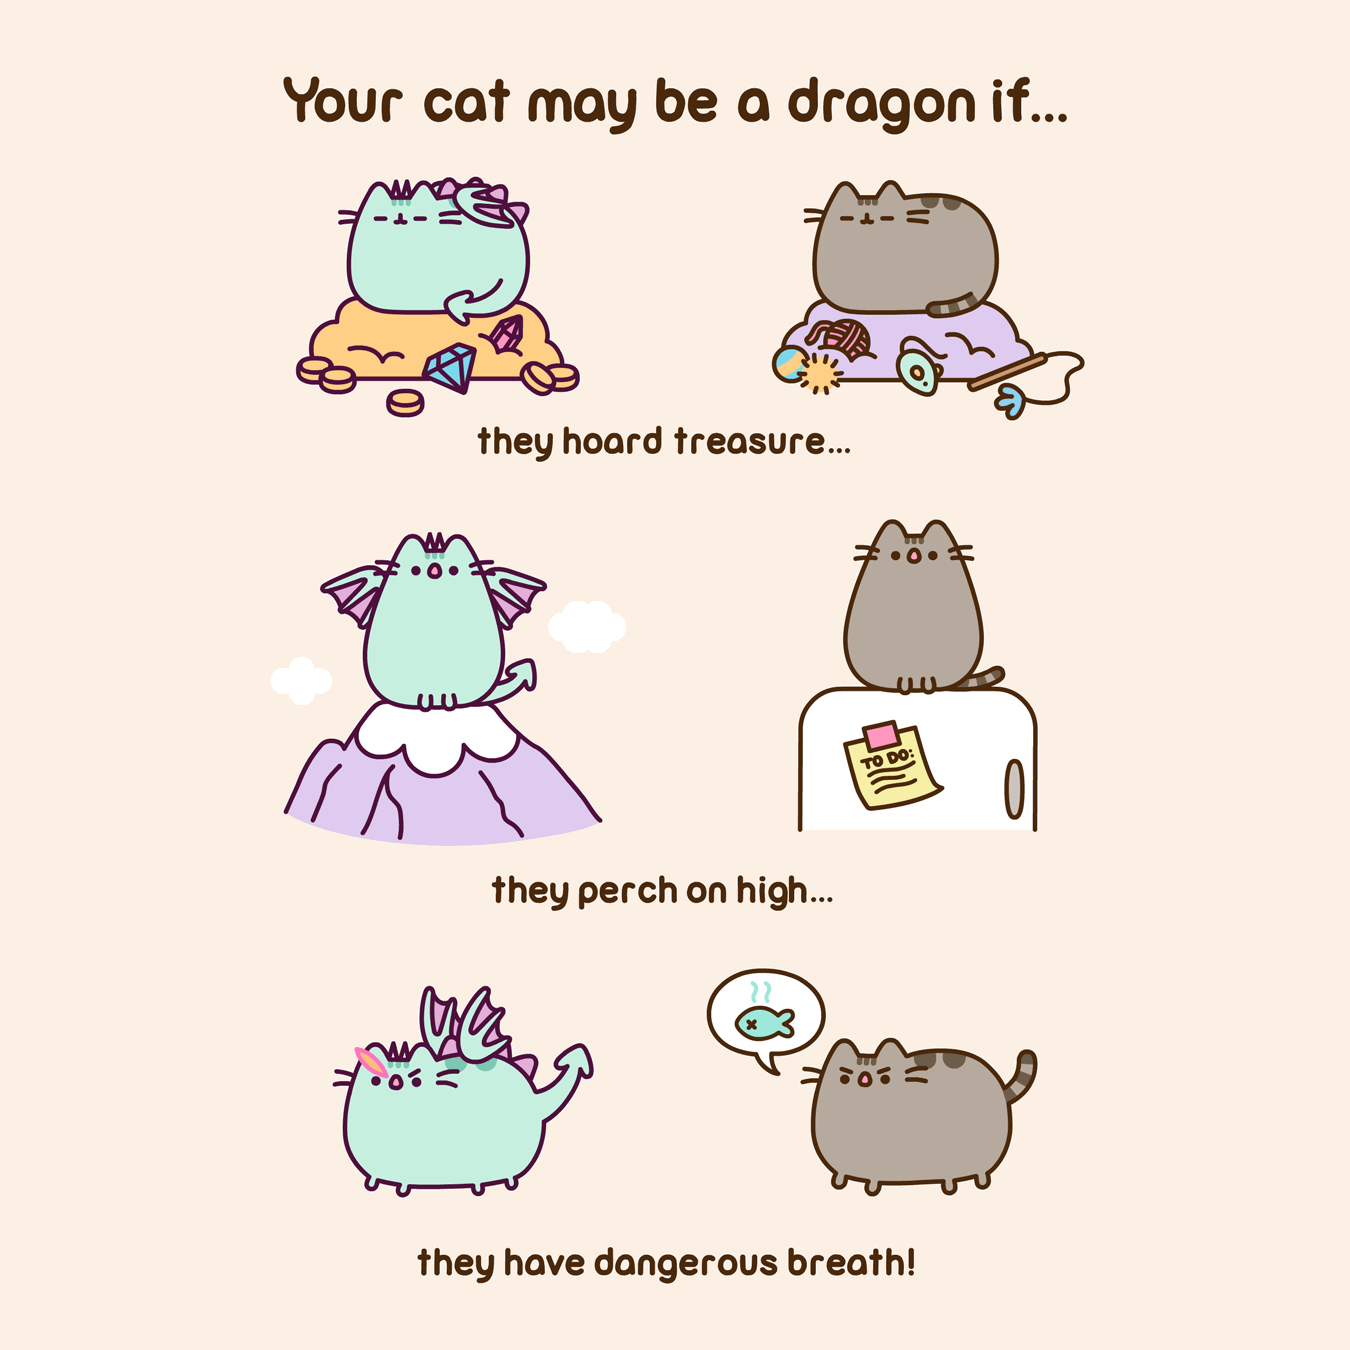 Your cat may be a dragon if...
they hoard treasure...
they perch on high...
TO DO:
they have dangerous breath!